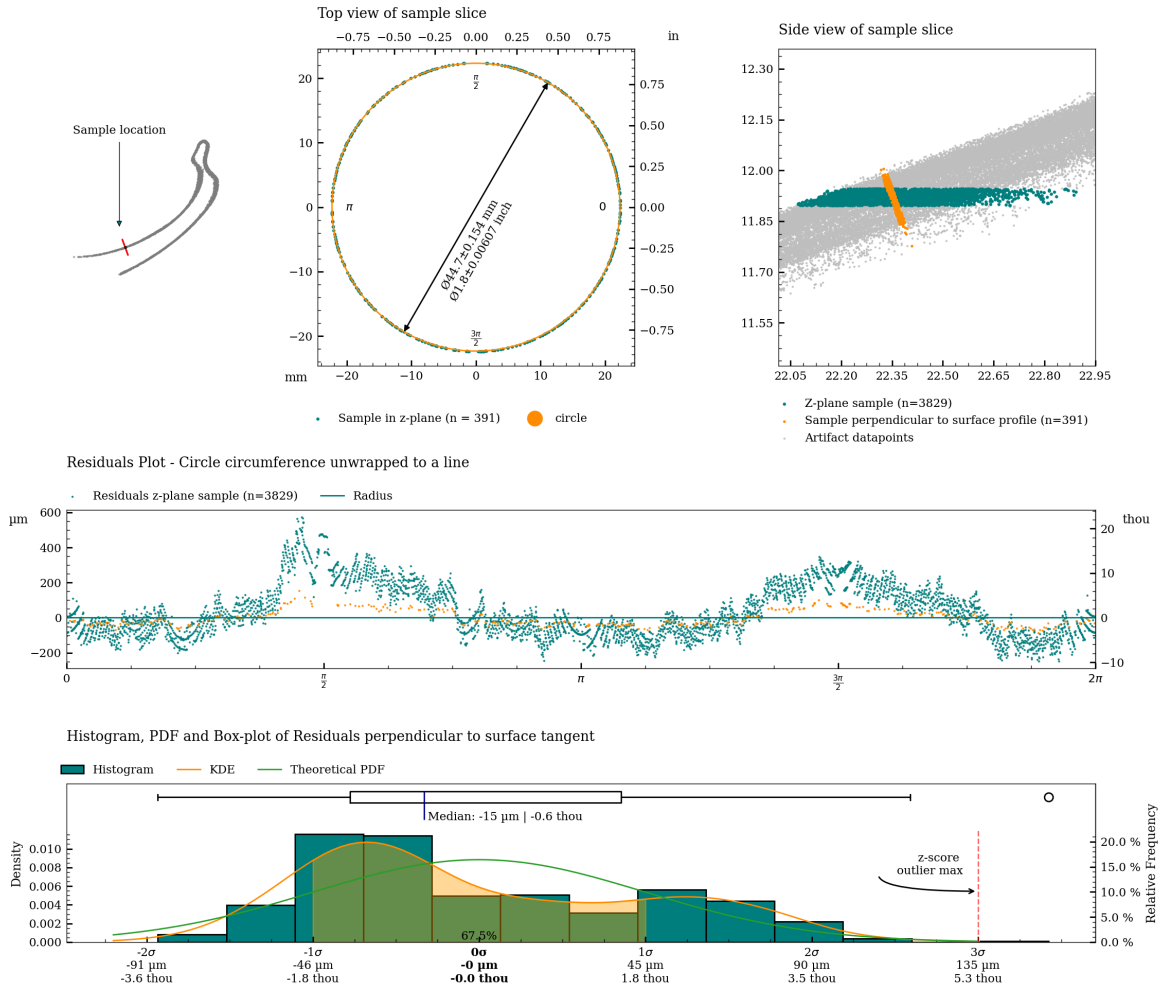 Top view of sample slice
−0.75 −0.50 −0.25 0.00 0.25 0.50 0.75 in
Side view of sample slice
Sample location
20
10
0
−10
−20
mm
0.75
0.50
0.25
0.00
−0.25
−0.50
−0.75
π/2
π
0
3π/2
Ø44.7±0.154 mm
Ø1.8±0.00607 inch
−20 −10 0 10 20
Sample in z-plane (n = 391) circle
12.30
12.15
12.00
11.85
11.70
11.55
22.05 22.20 22.35 22.50 22.65 22.80 22.95
Z-plane sample (n=3829)
Sample perpendicular to surface profile (n=391)
Artifact datapoints
Residuals Plot - Circle circumference unwrapped to a line
Residuals z-plane sample (n=3829) Radius
µm
600
400
200
0
−200
thou
20
10
0
−10
0 π/2 π 3π/2 2π
Histogram, PDF and Box-plot of Residuals perpendicular to surface tangent
Histogram KDE Theoretical PDF
Median: -15 µm | -0.6 thou
Density
0.010
0.008
0.006
0.004
0.002
0.000
z-score
outlier max
67.5%
20.0 %
15.0 %
10.0 %
5.0 %
0.0 %
Relative Frequency
-2σ -1σ 0σ 1σ 2σ 3σ
-91 µm -46 µm -0 µm 45 µm 90 µm 135 µm
-3.6 thou -1.8 thou -0.0 thou 1.8 thou 3.5 thou 5.3 thou